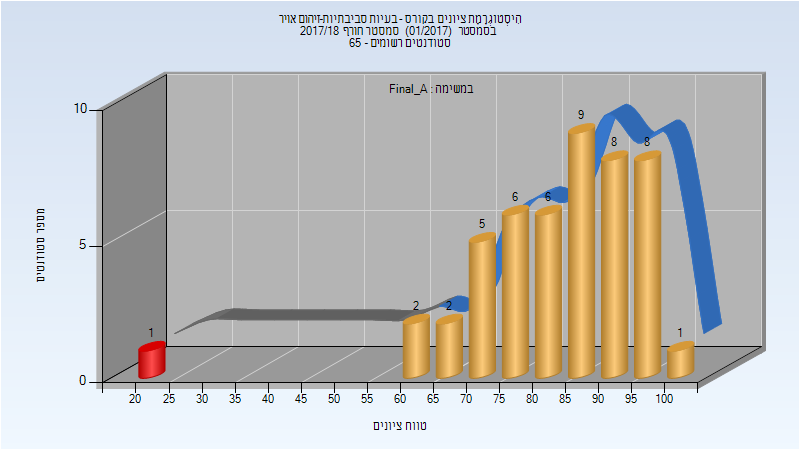 היסטוגרמת ציונים בקורס - בעיות סביבתיות-זיהום אויר
בסמסטר (01/2017) סמסטר חורף 2017/18
סטודנטים רשומים - 65
במשימה : Final_A
מספר סטודנטים
10
5
0
1
2
2
5
6
6
9
8
8
1
20 25 30 35 40 45 50 55 60 65 70 75 80 85 90 95 100
טווח ציונים